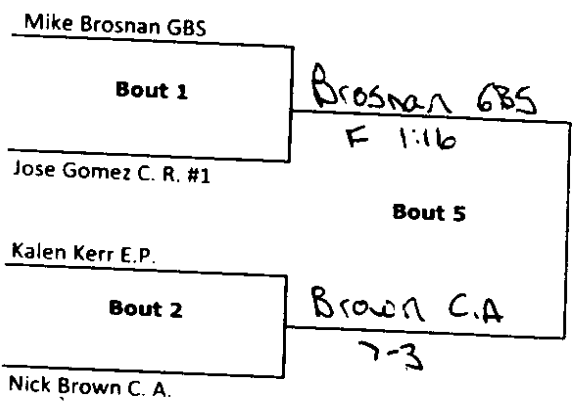 Mike Brosnan GBS
Bout 1
Brosnan GBS
F 1:16
Jose Gomez C. R. #1
Bout 5
Kalen Kerr E.P.
Bout 2
Brown C.A
7-3
Nick Brown C. A.